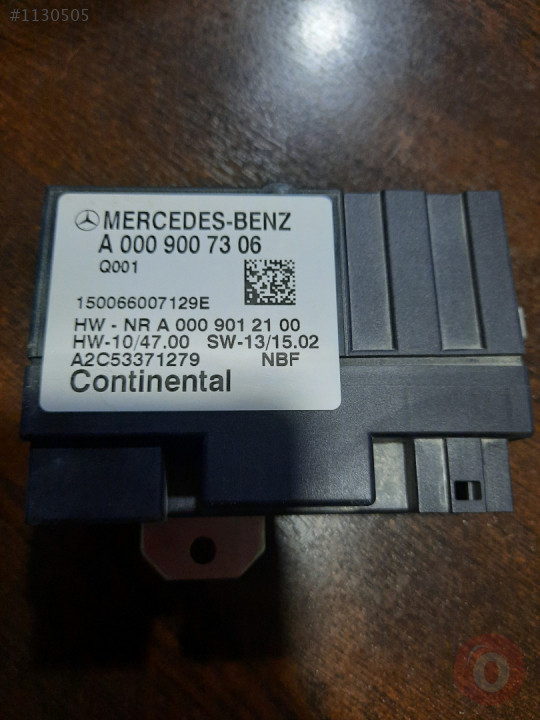 #1130505
MERCEDES-BENZ
A 000 900 73 06
Q001
150066007129E
HW - NR A 000 901 21 00
HW-10/47.00 SW-13/15.02
A2C53371279 NBF
Continental